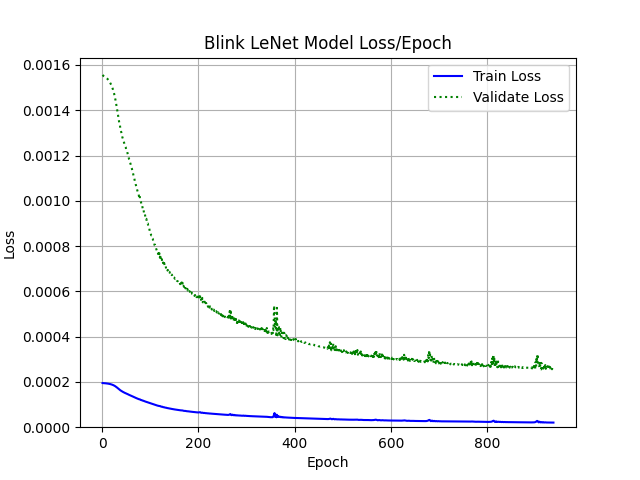 Blink LeNet Model Loss/Epoch
Train Loss
Validate Loss
0.0016
0.0014
0.0012
0.0010
0.0008
0.0006
0.0004
0.0002
0.0000
Loss
0 200 400 600 800
Epoch